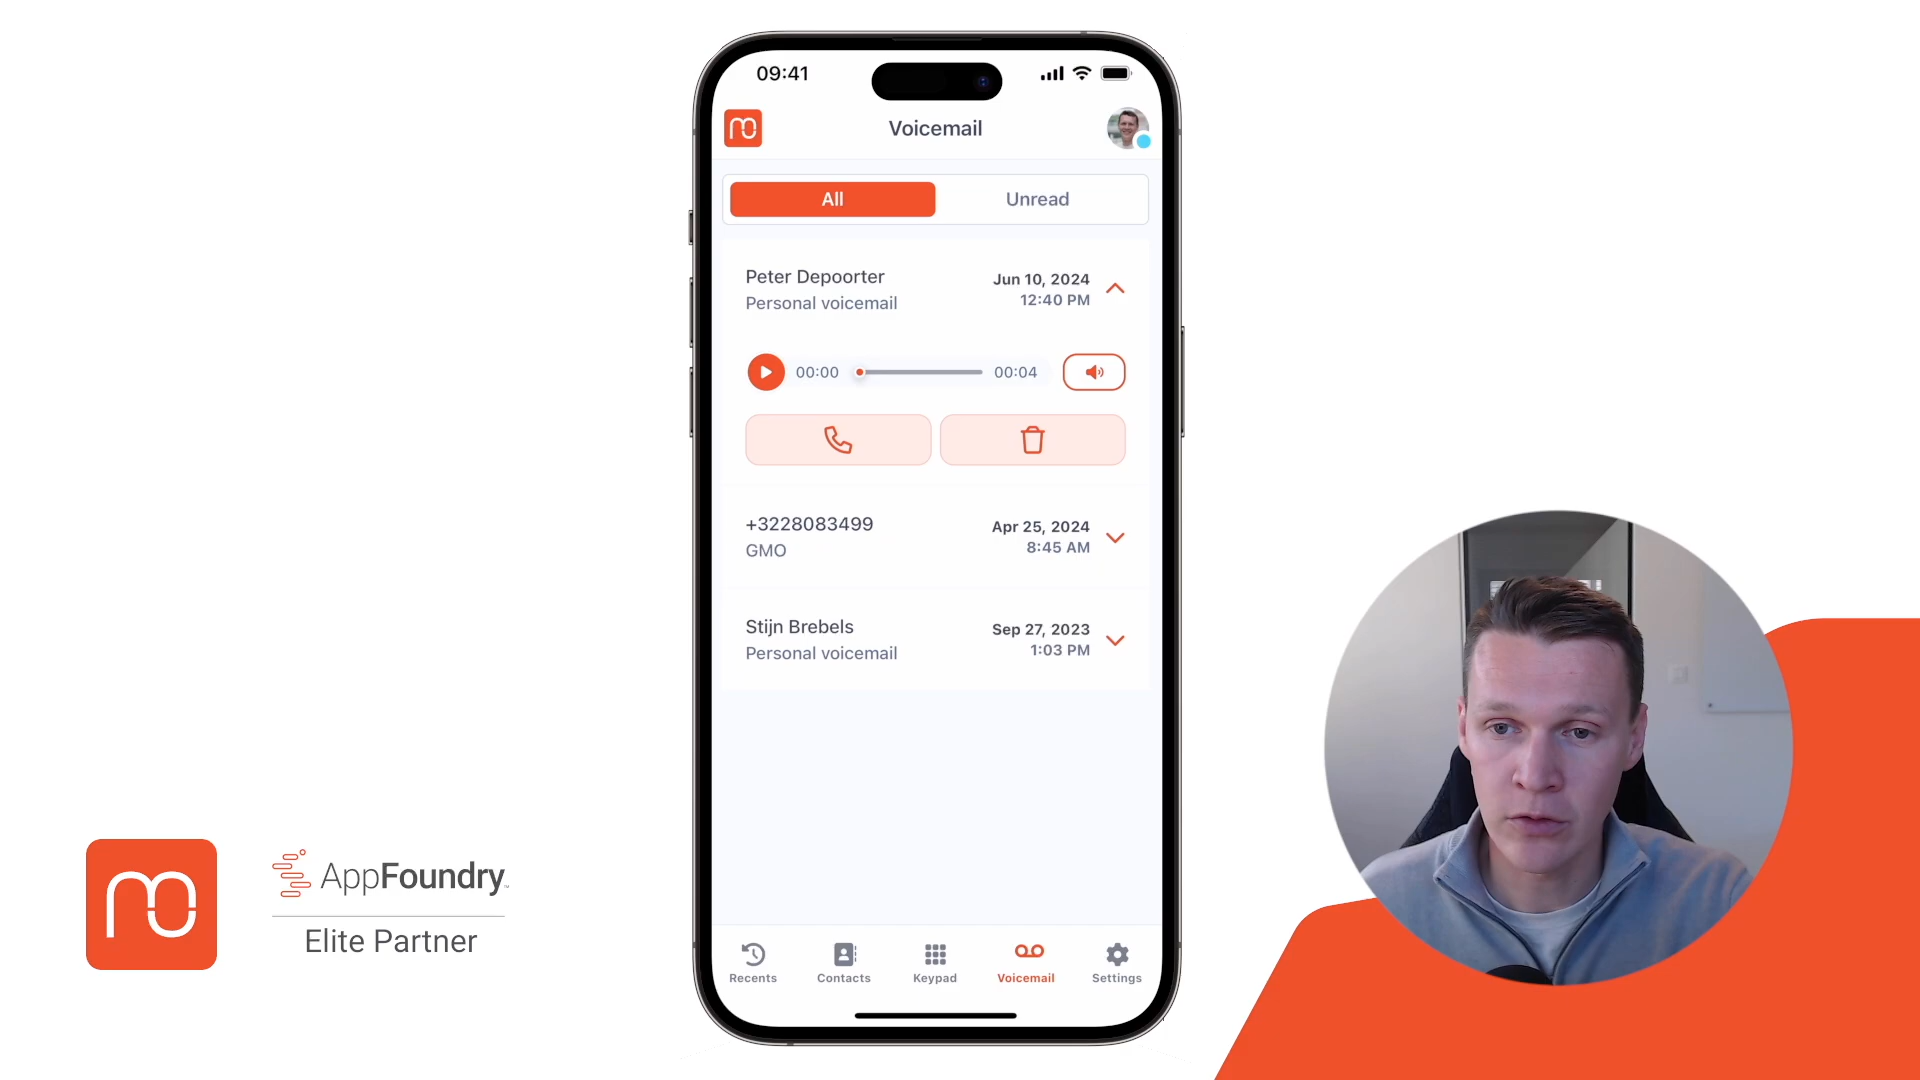 09:41
Voicemail
All
Unread
Peter Depoorter
Personal voicemail
Jun 10, 2024
12:40 PM
00:00
00:04
+3228083499
GMO
Apr 25, 2024
8:45 AM
Stijn Brebels
Personal voicemail
Sep 27, 2023
1:03 PM
Recents
Contacts
Keypad
Voicemail
Settings
AppFoundry
Elite Partner